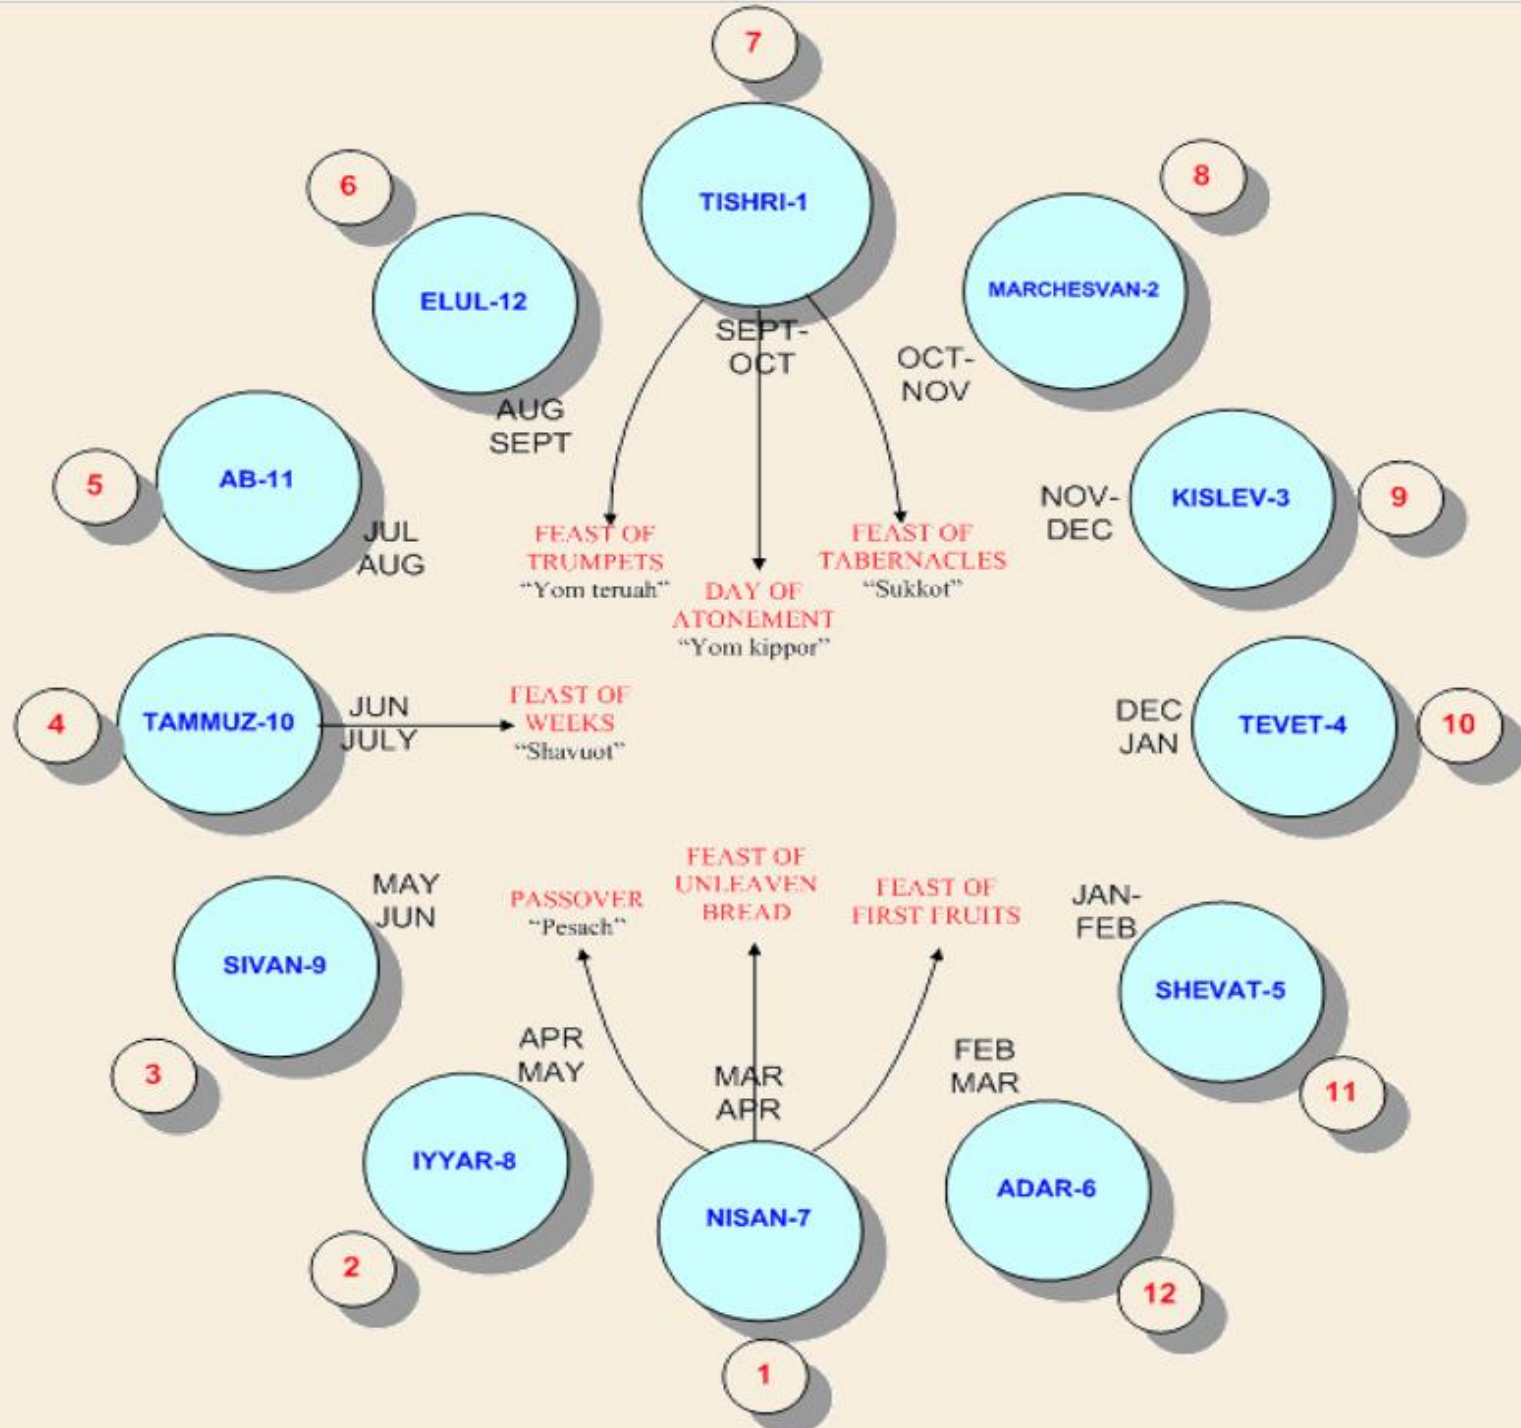 7
TISHRI-1
SEPT-
OCT
8
MARCHESVAN-2
OCT-
NOV
9
KISLEV-3
NOV-
DEC
10
TEVET-4
DEC
JAN
11
SHEVAT-5
JAN-
FEB
12
ADAR-6
FEB
MAR
1
NISAN-7
MAR
APR
2
IYYAR-8
APR
MAY
3
SIVAN-9
MAY
JUN
4
TAMMUZ-10
JUN
JULY
5
AB-11
JUL
AUG
6
ELUL-12
AUG
SEPT
FEAST OF
TRUMPETS
“Yom teruah”
DAY OF
ATONEMENT
“Yom kippor”
FEAST OF
TABERNACLES
“Sukkot”
FEAST OF
WEEKS
“Shavuot”
PASSOVER
“Pesach”
FEAST OF
UNLEAVEN
BREAD
FEAST OF
FIRST FRUITS